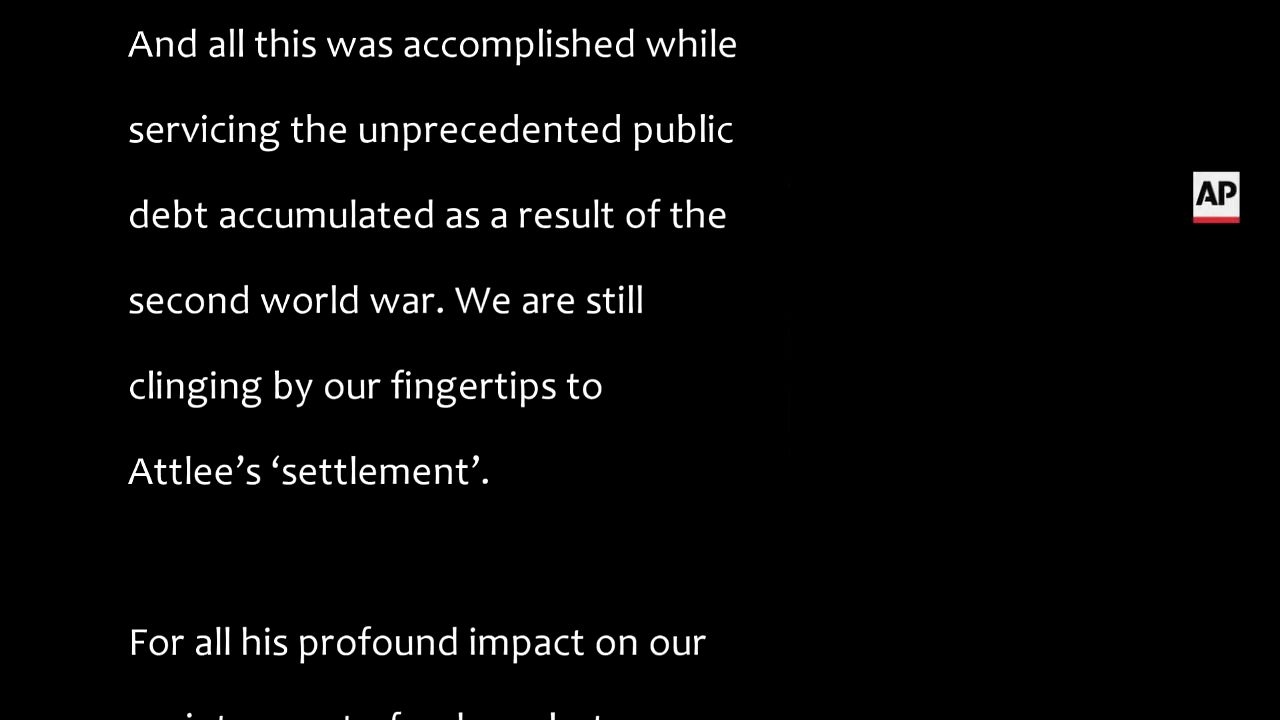 And all this was accomplished while
servicing the unprecedented public
debt accumulated as a result of the
second world war. We are still
clinging by our fingertips to
Attlee’s ‘settlement’.
For all his profound impact on our
AP